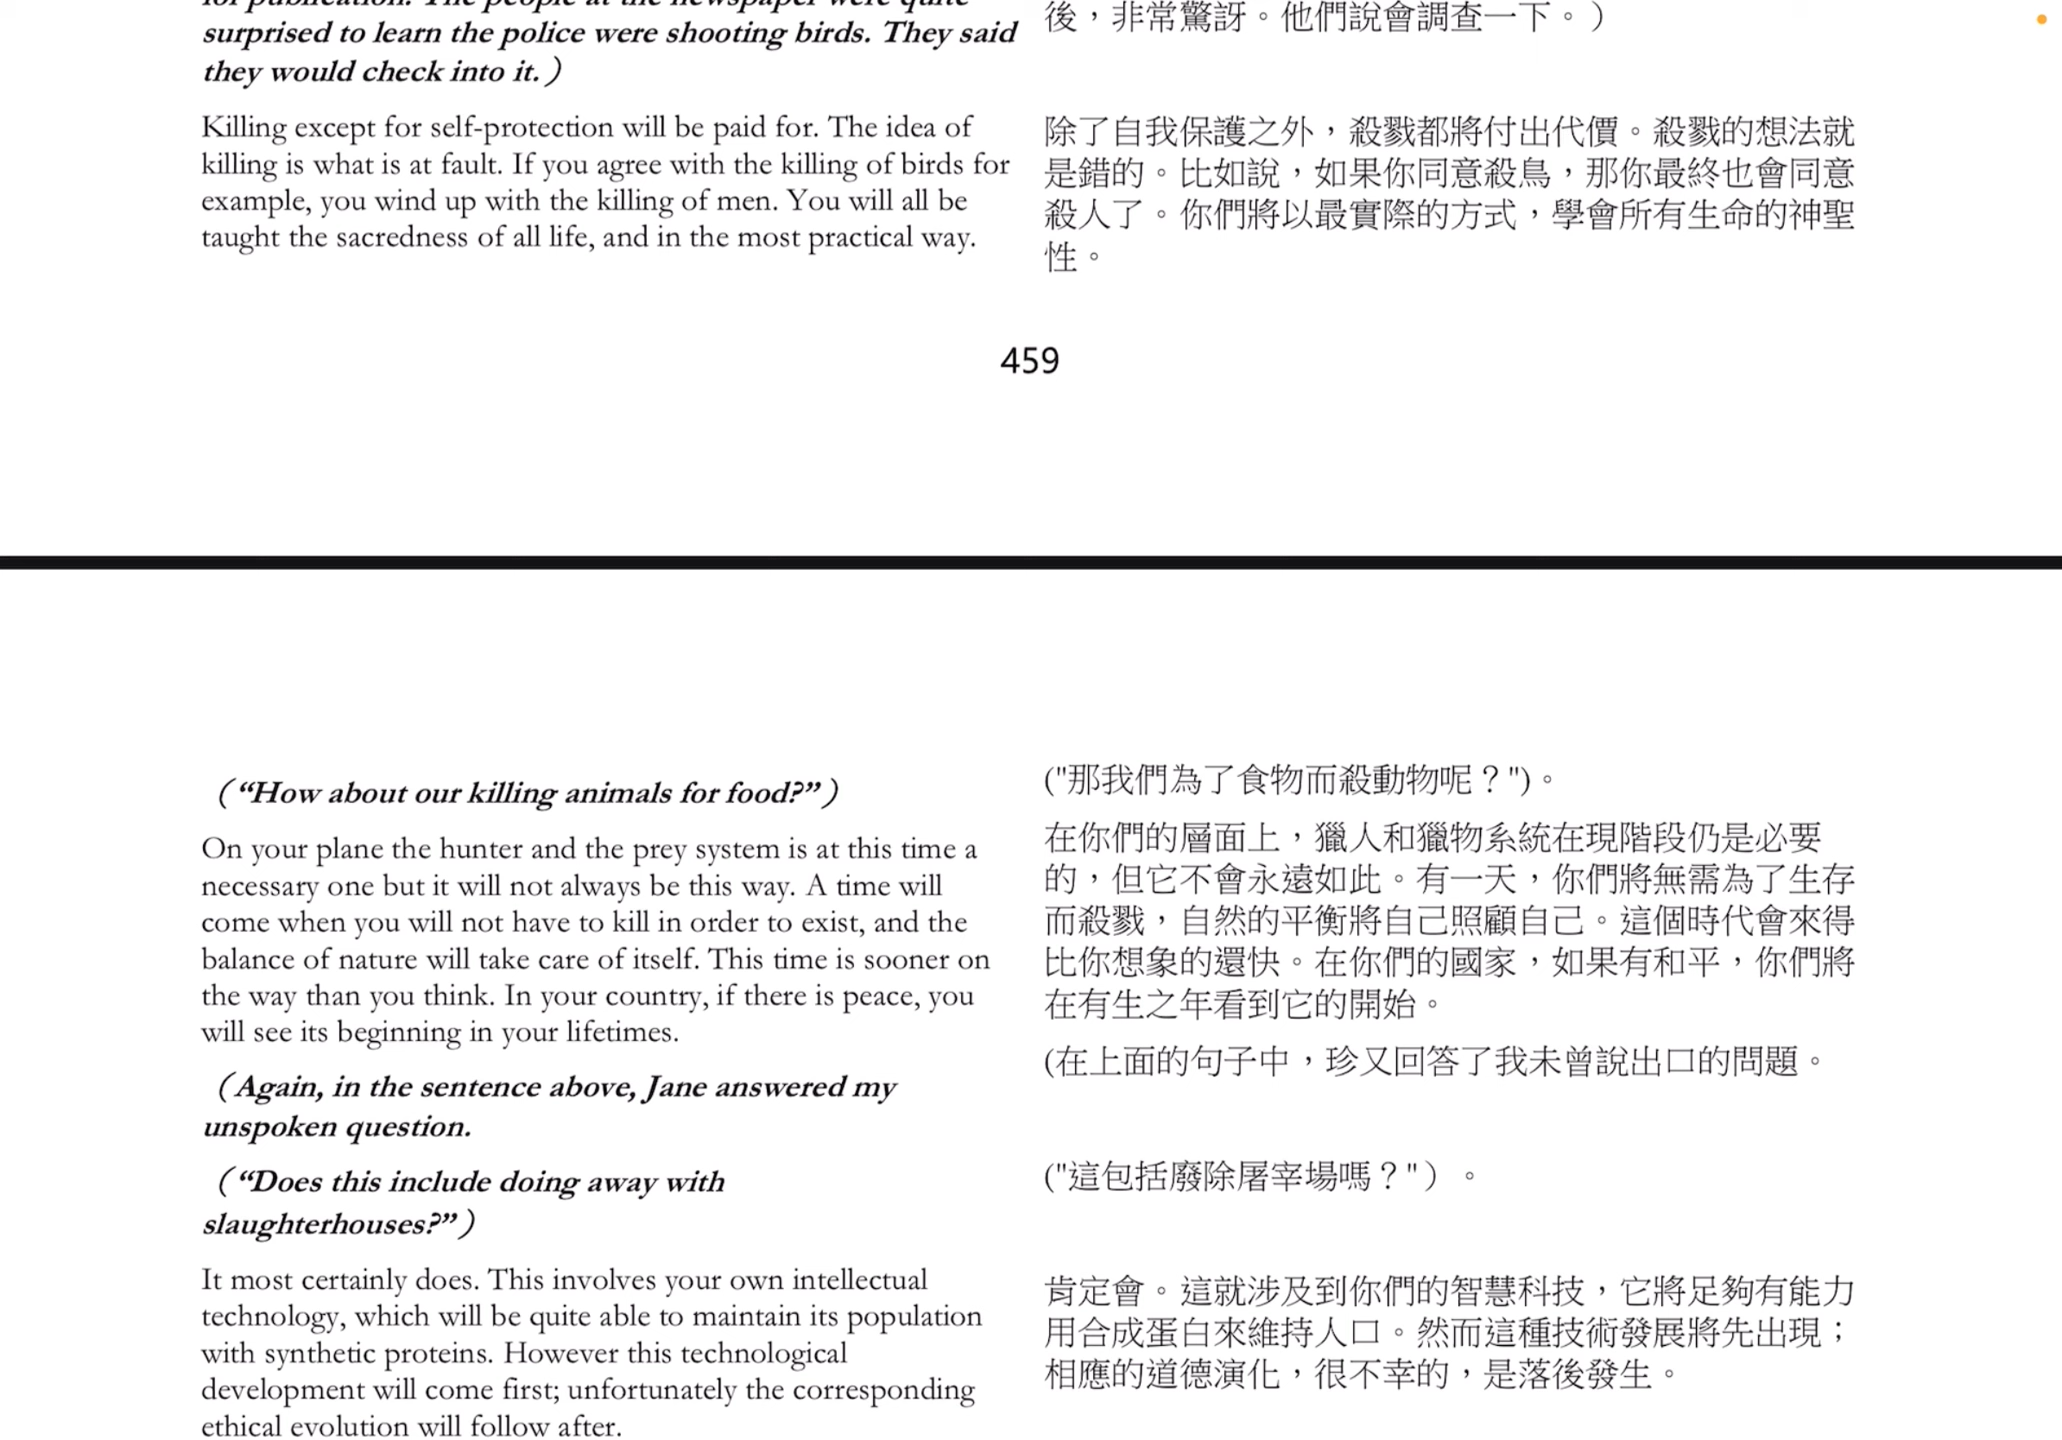 for publication. The people at the newspaper were quite
surprised to learn the police were shooting birds. They said
they would check into it.）
後，非常驚訝。他們說會調查一下。）
Killing except for self-protection will be paid for. The idea of
killing is what is at fault. If you agree with the killing of birds for
example, you wind up with the killing of men. You will all be
taught the sacredness of all life, and in the most practical way.
除了自我保護之外，殺戮都將付出代價。殺戮的想法就
是錯的。比如說，如果你同意殺鳥，那你最終也會同意
殺人了。你們將以最實際的方式，學會所有生命的神聖
性。
459
（“How about our killing animals for food?”）
("那我們為了食物而殺動物呢？")。
On your plane the hunter and the prey system is at this time a
necessary one but it will not always be this way. A time will
come when you will not have to kill in order to exist, and the
balance of nature will take care of itself. This time is sooner on
the way than you think. In your country, if there is peace, you
will see its beginning in your lifetimes.
在你們的層面上，獵人和獵物系統在現階段仍是必要
的，但它不會永遠如此。有一天，你們將無需為了生存
而殺戮，自然的平衡將自己照顧自己。這個時代會來得
比你想象的還快。在你們的國家，如果有和平，你們將
在有生之年看到它的開始。
（Again, in the sentence above, Jane answered my
unspoken question.
(在上面的句子中，珍又回答了我未曾說出口的問題。
（“Does this include doing away with
slaughterhouses?”）
("這包括廢除屠宰場嗎？"）。
It most certainly does. This involves your own intellectual
technology, which will be quite able to maintain its population
with synthetic proteins. However this technological
development will come first; unfortunately the corresponding
ethical evolution will follow after.
肯定會。這就涉及到你們的智慧科技，它將足夠有能力
用合成蛋白來維持人口。然而這種技術發展將先出現；
相應的道德演化，很不幸的，是落後發生。